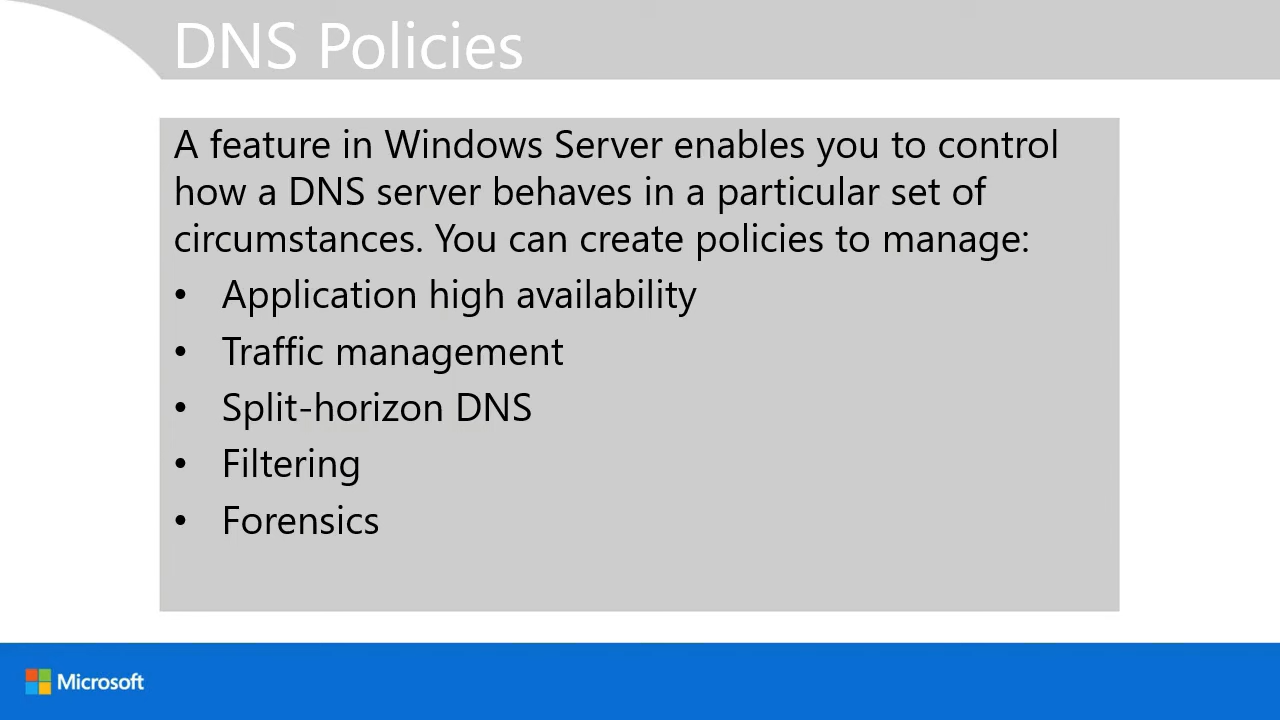 DNS Policies
A feature in Windows Server enables you to control
how a DNS server behaves in a particular set of
circumstances. You can create policies to manage:
• Application high availability
• Traffic management
• Split-horizon DNS
• Filtering
• Forensics
Microsoft